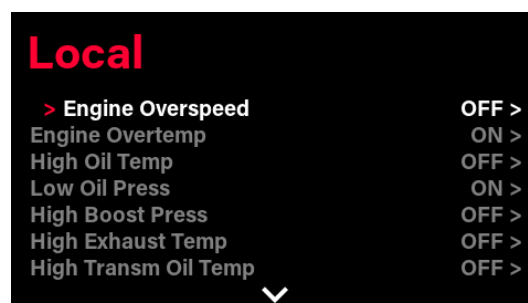 Local
> Engine Overspeed OFF >
Engine Overtemp ON >
High Oil Temp OFF >
Low Oil Press ON >
High Boost Press OFF >
High Exhaust Temp OFF >
High Transm Oil Temp OFF >